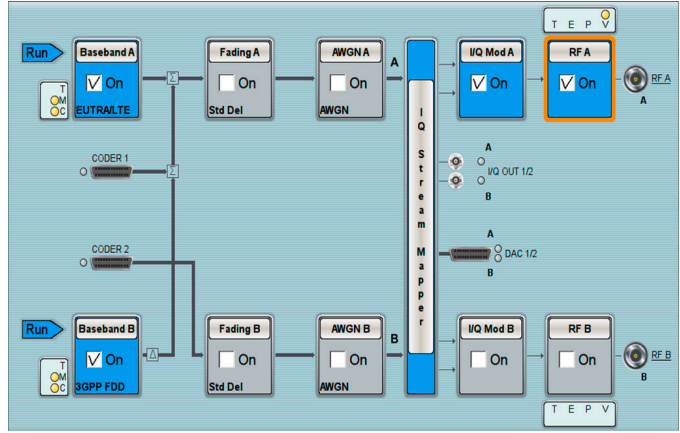 T E P V
Run
Baseband A
On
EUTRA/LTE
T
M
C
Fading A
On
Std Del
AWGN A
On
AWGN
A
I/Q Mod A
On
RF A
On
RF A
A
Σ
CODER 1
Σ
I Q S t r e a m M a p p e r
A
I/Q OUT 1/2
B
CODER 2
A
DAC 1/2
B
Run
Baseband B
On
3GPP FDD
T
M
C
Δ
Fading B
On
Std Del
AWGN B
On
AWGN
B
I/Q Mod B
On
RF B
On
RF B
B
T E P V